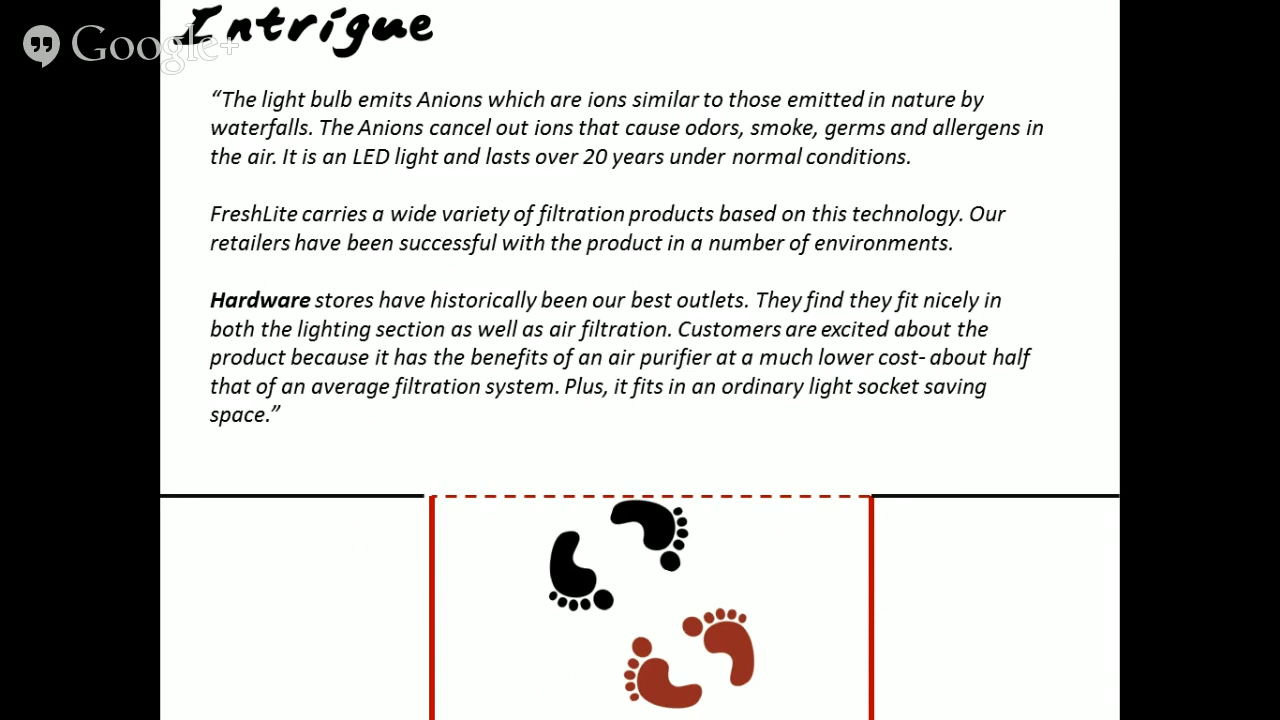 Intrigue
Google+
“The light bulb emits Anions which are ions similar to those emitted in nature by
waterfalls. The Anions cancel out ions that cause odors, smoke, germs and allergens in
the air. It is an LED light and lasts over 20 years under normal conditions.
FreshLite carries a wide variety of filtration products based on this technology. Our
retailers have been successful with the product in a number of environments.
Hardware stores have historically been our best outlets. They find they fit nicely in
both the lighting section as well as air filtration. Customers are excited about the
product because it has the benefits of an air purifier at a much lower cost- about half
that of an average filtration system. Plus, it fits in an ordinary light socket saving
space.”